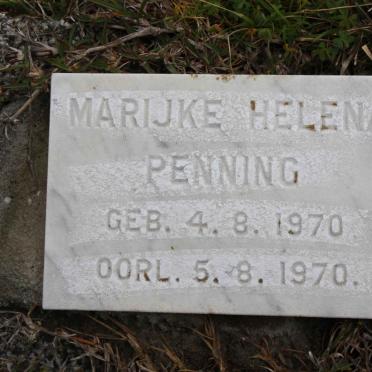 MARIJKE HELENA
PENNING
GEB. 4. 8. 1970
OORL. 5. 8. 1970.